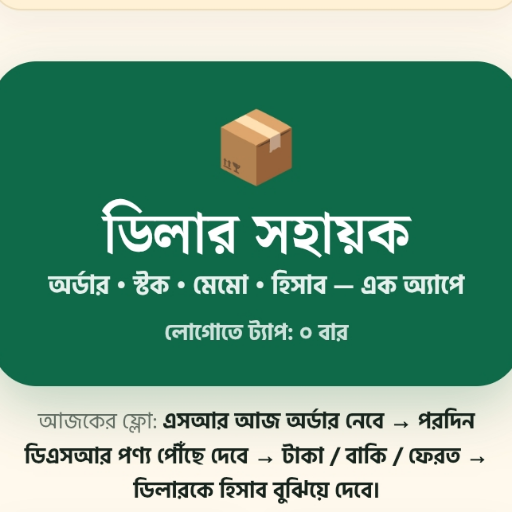 ডিলার সহায়ক
অর্ডার • স্টক • মেমো • হিসাব — এক অ্যাপে
লোগোতে ট্যাপ: ০ বার
আজকের ফ্লো: এসআর আজ অর্ডার নেবে → পরদিন
ডিএসআর পণ্য পৌঁছে দেবে → টাকা / বাকি / ফেরত →
ডিলারকে হিসাব বুঝিয়ে দেবে।